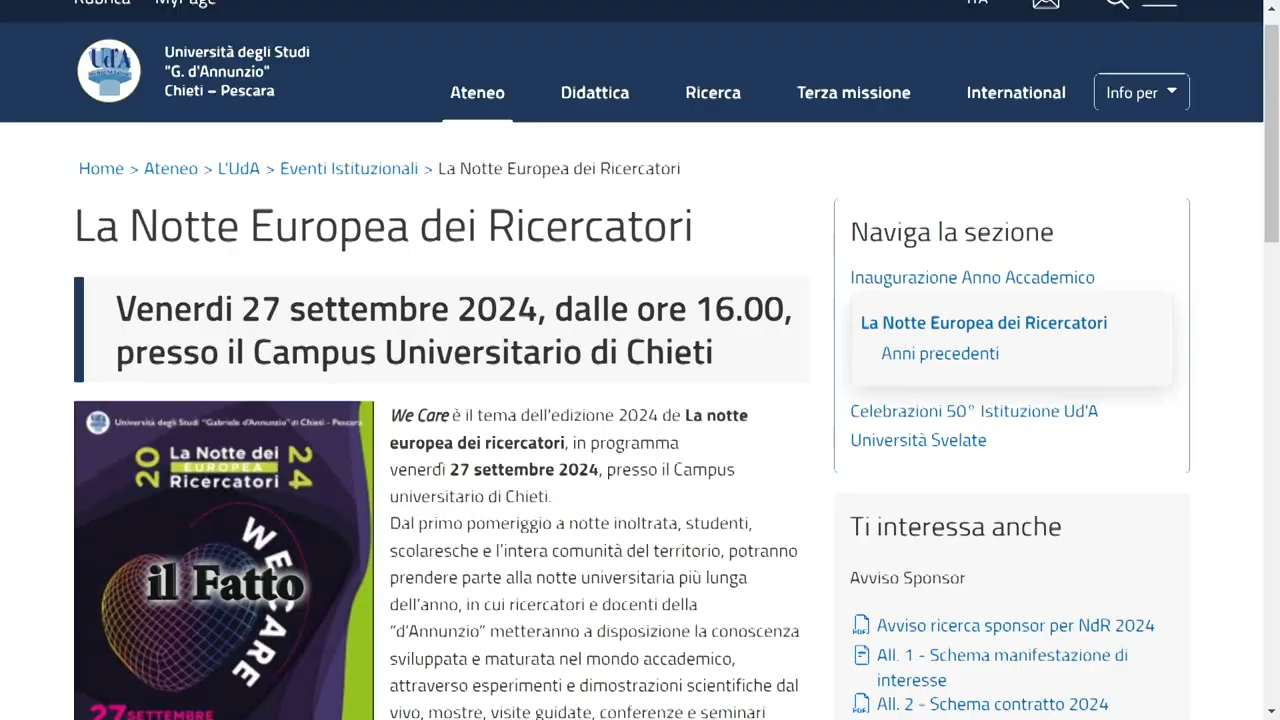 Rubrica MyPage ITA
Università degli Studi
"G. d'Annunzio"
Chieti – Pescara
Ateneo Didattica Ricerca Terza missione International Info per
Home > Ateneo > L'UdA > Eventi Istituzionali > La Notte Europea dei Ricercatori
La Notte Europea dei Ricercatori
Venerdi 27 settembre 2024, dalle ore 16.00,
presso il Campus Universitario di Chieti
Università degli Studi "Gabriele d'Annunzio" di Chieti - Pescara
2024
La Notte dei
EUROPEA
Ricercatori
WE CARE
il Fatto
27 SETTEMBRE
We Care è il tema dell'edizione 2024 de La notte
europea dei ricercatori, in programma
venerdì 27 settembre 2024, presso il Campus
universitario di Chieti.
Dal primo pomeriggio a notte inoltrata, studenti,
scolaresche e l'intera comunità del territorio, potranno
prendere parte alla notte universitaria più lunga
dell'anno, in cui ricercatori e docenti della
"d'Annunzio" metteranno a disposizione la conoscenza
sviluppata e maturata nel mondo accademico,
attraverso esperimenti e dimostrazioni scientifiche dal
vivo, mostre, visite guidate, conferenze e seminari
Naviga la sezione
Inaugurazione Anno Accademico
La Notte Europea dei Ricercatori
Anni precedenti
Celebrazioni 50° Istituzione Ud'A
Università Svelate
Ti interessa anche
Avviso Sponsor
Avviso ricerca sponsor per NdR 2024
All. 1 - Schema manifestazione di
interesse
All. 2 - Schema contratto 2024